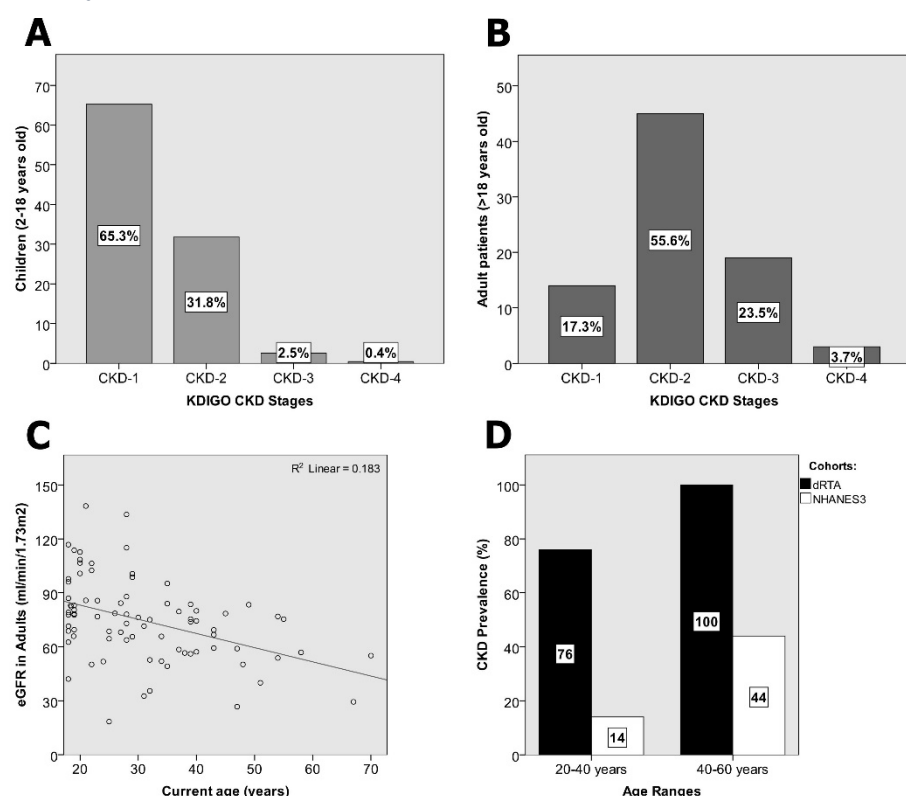 A
Children (2-18 years old)
70
60
50
40
30
20
10
0
65.3%
31.8%
2.5%
0.4%
CKD-1 CKD-2 CKD-3 CKD-4
KDIGO CKD Stages
B
Adult patients (>18 years old)
50
40
30
20
10
0
17.3%
55.6%
23.5%
3.7%
CKD-1 CKD-2 CKD-3 CKD-4
KDIGO CKD Stages
C
R2 Linear = 0.183
eGFR in Adults (ml/min/1.73m2)
150
120
90
60
30
0
20 30 40 50 60 70
Current age (years)
D
Cohorts:
dRTA
NHANES3
CKD Prevalence (%)
100
80
60
40
20
0
76
14
100
44
20-40 years 40-60 years
Age Ranges